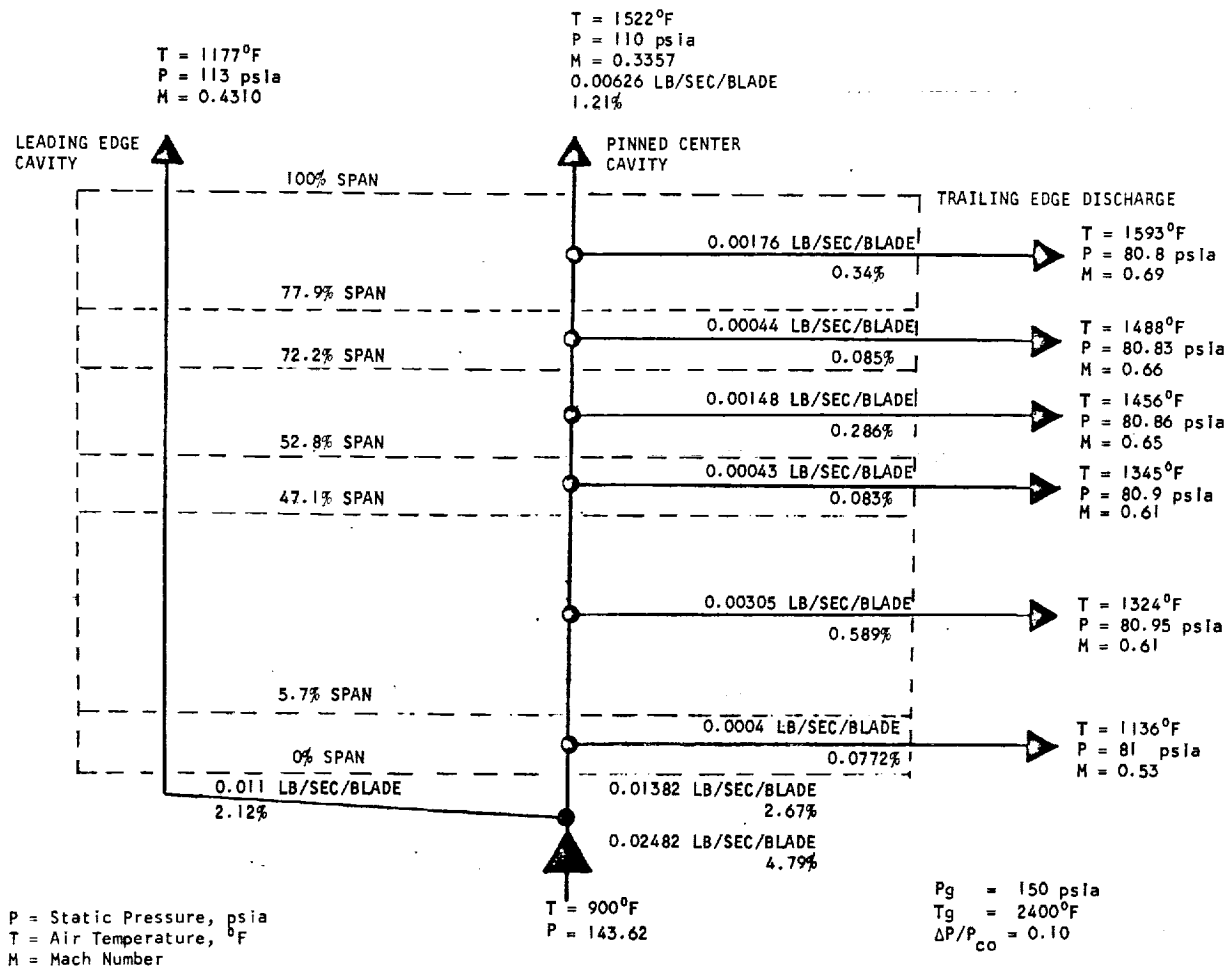 T = 1522°F
P = 110 psia
M = 0.3357
0.00626 LB/SEC/BLADE
1.21%
T = 1177°F
P = 113 psia
M = 0.4310
LEADING EDGE
CAVITY
PINNED CENTER
CAVITY
100% SPAN
TRAILING EDGE DISCHARGE
0.00176 LB/SEC/BLADE
0.34%
T = 1593°F
P = 80.8 psia
M = 0.69
77.9% SPAN
0.00044 LB/SEC/BLADE
0.085%
T = 1488°F
P = 80.83 psia
M = 0.66
72.2% SPAN
0.00148 LB/SEC/BLADE
0.286%
T = 1456°F
P = 80.86 psia
M = 0.65
52.8% SPAN
0.00043 LB/SEC/BLADE
0.083%
T = 1345°F
P = 80.9 psia
M = 0.61
47.1% SPAN
0.00305 LB/SEC/BLADE
0.589%
T = 1324°F
P = 80.95 psia
M = 0.61
5.7% SPAN
0.0004 LB/SEC/BLADE
0.0772%
T = 1136°F
P = 81 psia
M = 0.53
0% SPAN
0.011 LB/SEC/BLADE
2.12%
0.01382 LB/SEC/BLADE
2.67%
0.02482 LB/SEC/BLADE
4.79%
T = 900°F
P = 143.62
P = Static Pressure, psia
T = Air Temperature, °F
M = Mach Number
Pg = 150 psia
Tg = 2400°F
ΔP/Pco = 0.10